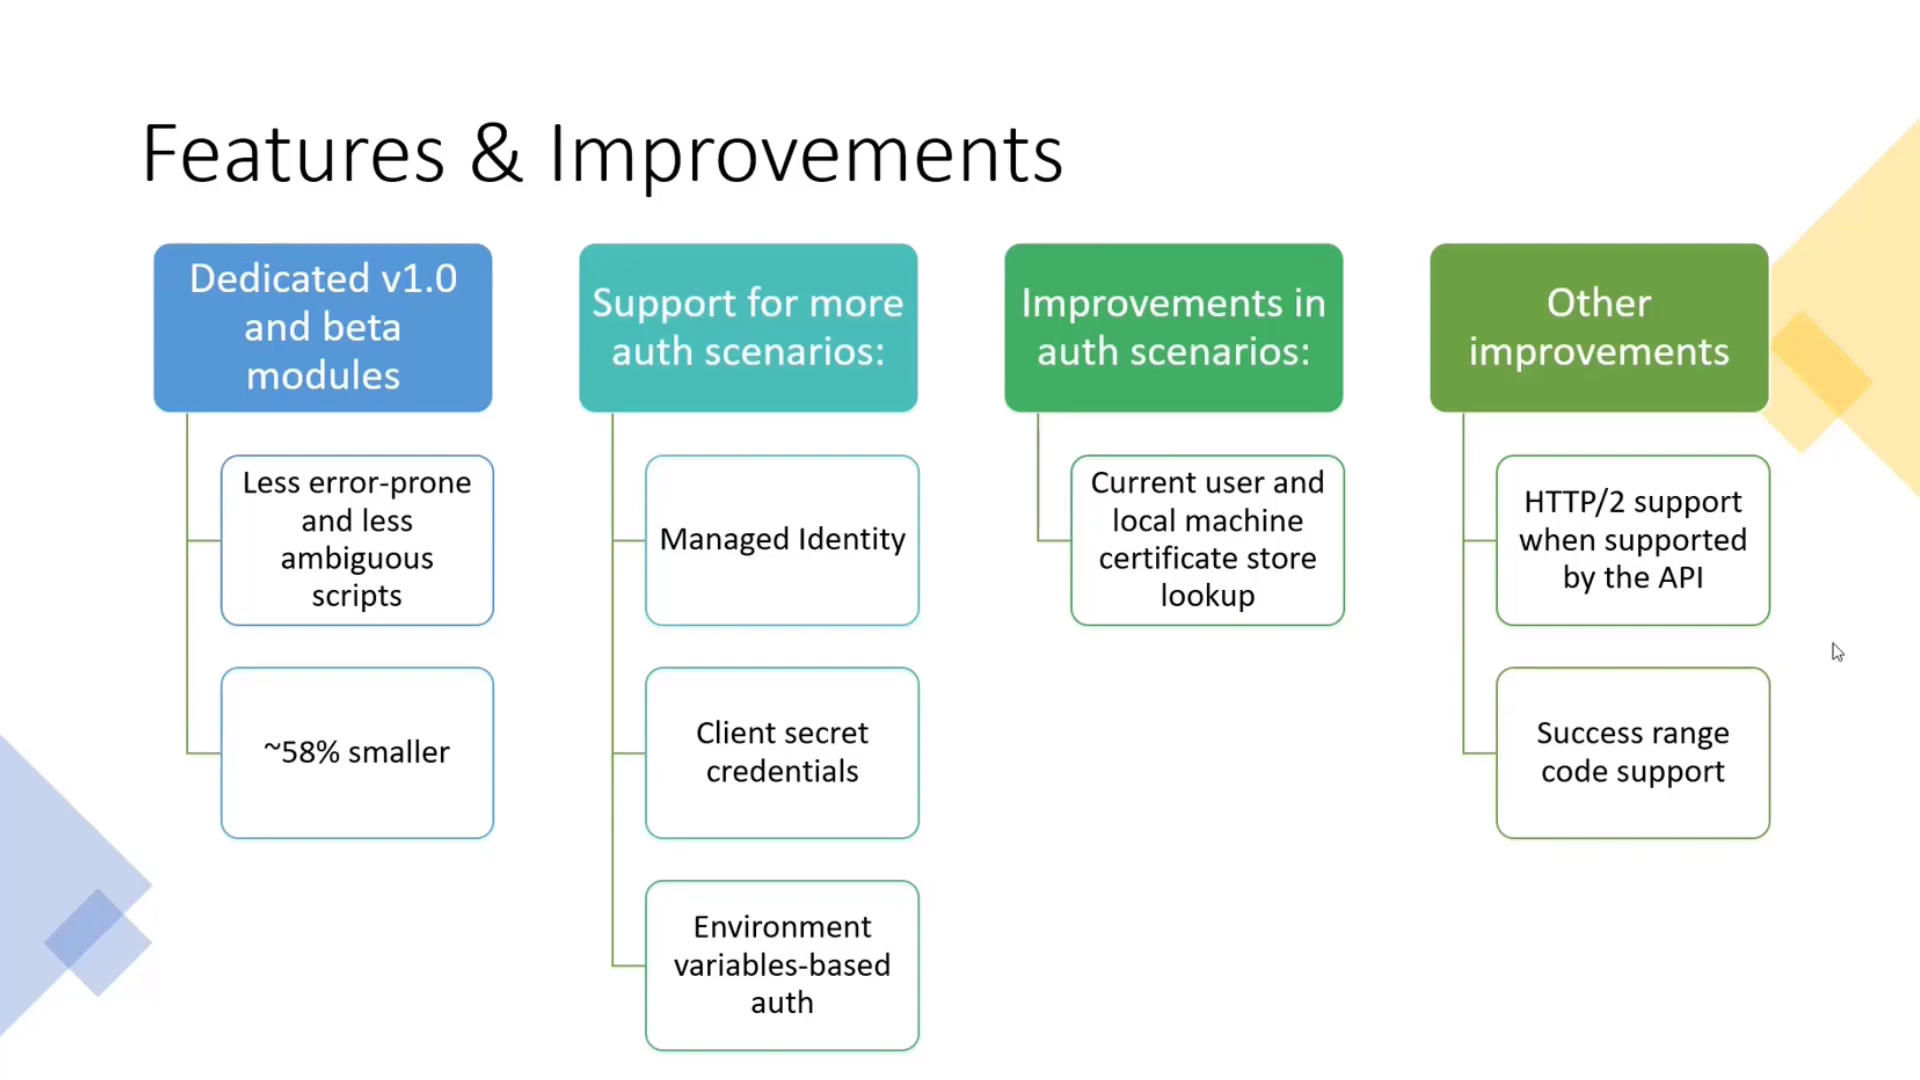 Features & Improvements
Dedicated v1.0
and beta
modules
Less error-prone
and less
ambiguous
scripts
~58% smaller
Support for more
auth scenarios:
Managed Identity
Client secret
credentials
Environment
variables-based
auth
Improvements in
auth scenarios:
Current user and
local machine
certificate store
lookup
Other
improvements
HTTP/2 support
when supported
by the API
Success range
code support